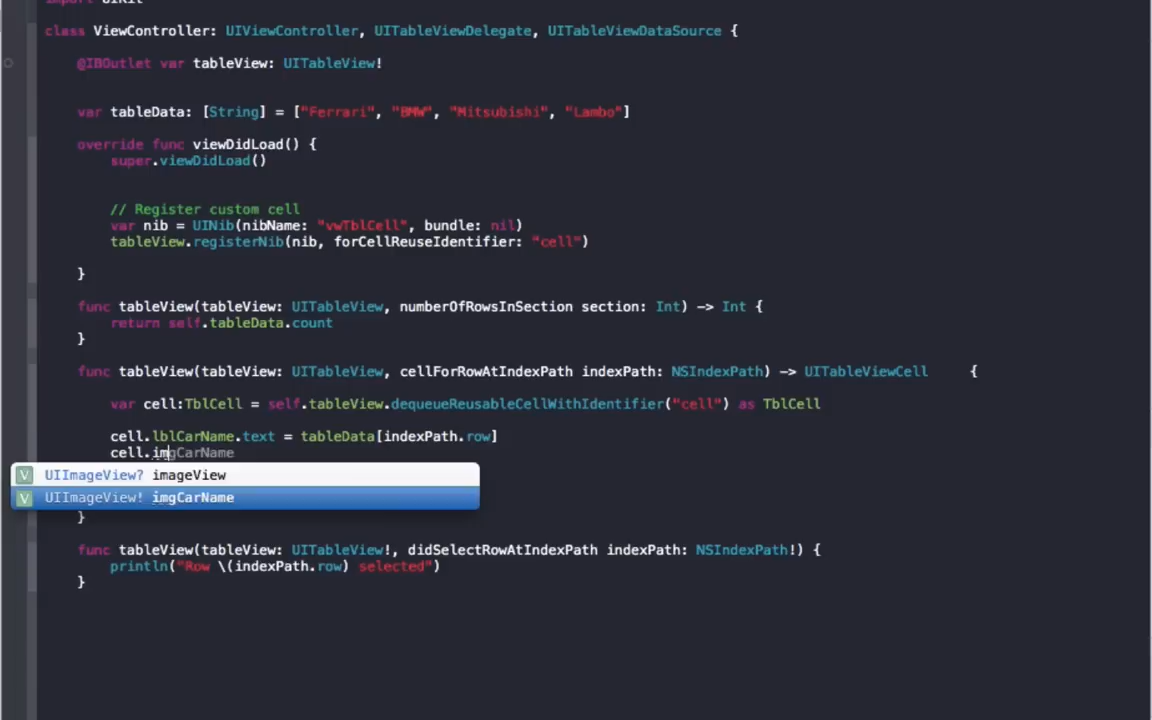 import UIKit
class ViewController: UIViewController, UITableViewDelegate, UITableViewDataSource {
@IBOutlet var tableView: UITableView!
var tableData: [String] = ["Ferrari", "BMW", "Mitsubishi", "Lambo"]
override func viewDidLoad() {
super.viewDidLoad()
// Register custom cell
var nib = UINib(nibName: "vwTblCell", bundle: nil)
tableView.registerNib(nib, forCellReuseIdentifier: "cell")
}
func tableView(tableView: UITableView, numberOfRowsInSection section: Int) -> Int {
return self.tableData.count
}
func tableView(tableView: UITableView, cellForRowAtIndexPath indexPath: NSIndexPath) -> UITableViewCell {
var cell:TblCell = self.tableView.dequeueReusableCellWithIdentifier("cell") as TblCell
cell.lblCarName.text = tableData[indexPath.row]
cell.imgCarName
V UIImageView? imageView
V UIImageView! imgCarName
}
func tableView(tableView: UITableView!, didSelectRowAtIndexPath indexPath: NSIndexPath!) {
println("Row \(indexPath.row) selected")
}